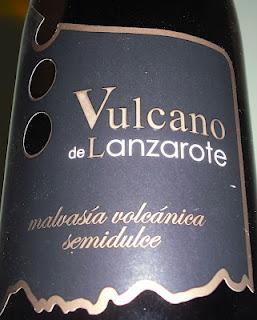 Vulcano
de Lanzarote
malvasía volcánica
semidulce